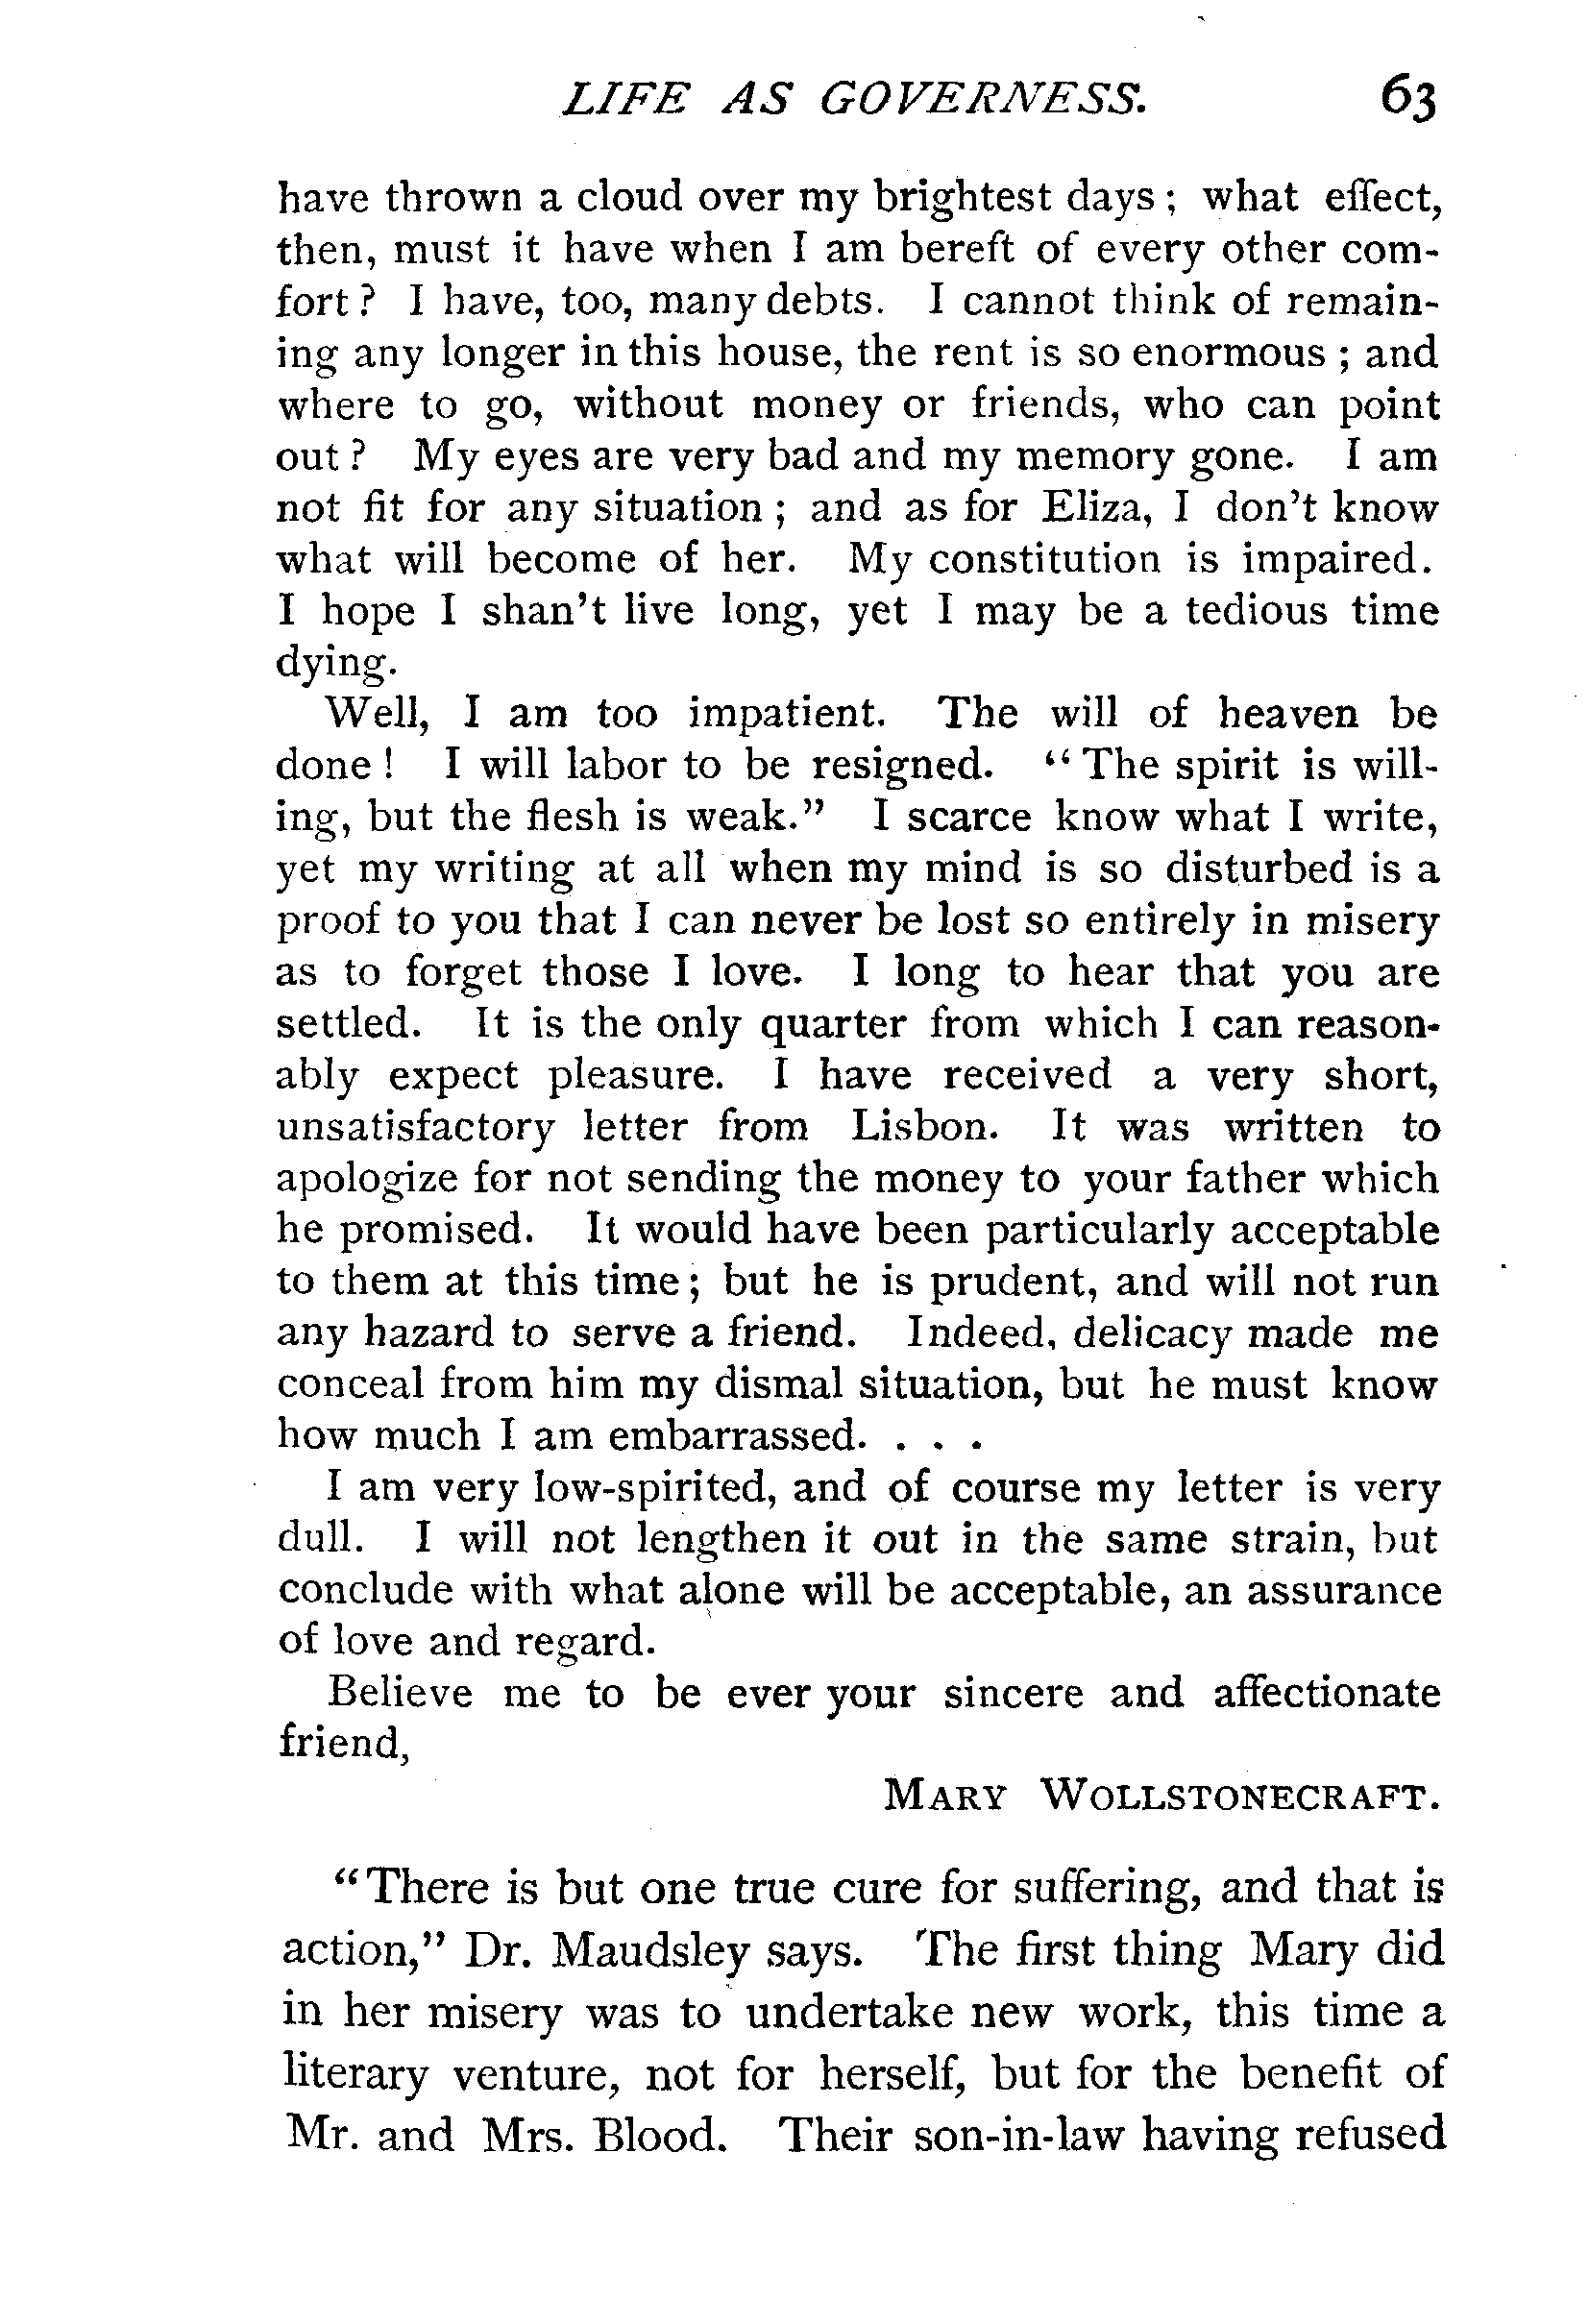 LIFE AS GOVERNESS. 63
have thrown a cloud over my brightest days ; what effect,
then, must it have when I am bereft of every other com-
fort ? I have, too, many debts. I cannot think of remain-
ing any longer in this house, the rent is so enormous ; and
where to go, without money or friends, who can point
out ? My eyes are very bad and my memory gone. I am
not fit for any situation ; and as for Eliza, I don't know
what will become of her. My constitution is impaired.
I hope I shan't live long, yet I may be a tedious time
dying.
Well, I am too impatient. The will of heaven be
done ! I will labor to be resigned. “ The spirit is will-
ing, but the flesh is weak.” I scarce know what I write,
yet my writing at all when my mind is so disturbed is a
proof to you that I can never be lost so entirely in misery
as to forget those I love. I long to hear that you are
settled. It is the only quarter from which I can reason-
ably expect pleasure. I have received a very short,
unsatisfactory letter from Lisbon. It was written to
apologize for not sending the money to your father which
he promised. It would have been particularly acceptable
to them at this time ; but he is prudent, and will not run
any hazard to serve a friend. Indeed, delicacy made me
conceal from him my dismal situation, but he must know
how much I am embarrassed. . . .
I am very low-spirited, and of course my letter is very
dull. I will not lengthen it out in the same strain, but
conclude with what alone will be acceptable, an assurance
of love and regard.
Believe me to be ever your sincere and affectionate
friend,
MARY WOLLSTONECRAFT.
“There is but one true cure for suffering, and that is
action,” Dr. Maudsley says. The first thing Mary did
in her misery was to undertake new work, this time a
literary venture, not for herself, but for the benefit of
Mr. and Mrs. Blood. Their son-in-law having refused